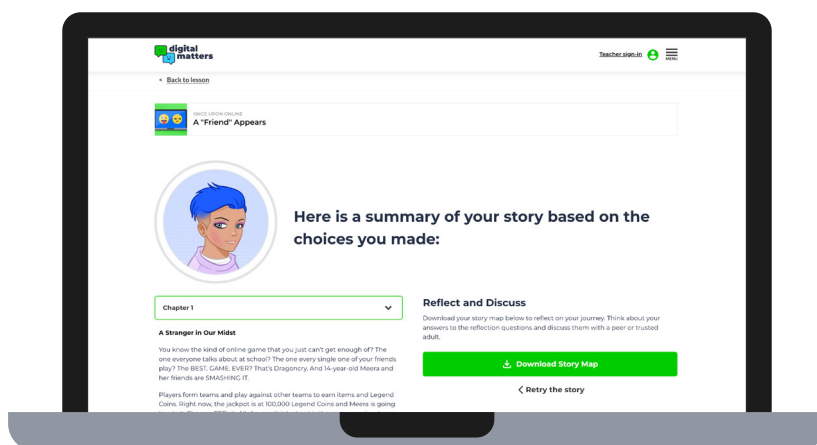 digital
matters
Teacher sign-in
MENU
< Back to lesson
ONCE UPON ONLINE
A "Friend" Appears
Here is a summary of your story based on the
choices you made:
Chapter 1
A Stranger in Our Midst
You know the kind of online game that you just can't get enough of? The
one everyone talks about at school? The one every single one of your friends
play? The BEST. GAME. EVER? That's Dragoncry. And 14-year-old Meera and
her friends are SMASHING IT.
Players form teams and play against other teams to earn items and Legend
Coins. Right now, the jackpot is at 100,000 Legend Coins and Meera is going
Reflect and Discuss
Download your story map below to reflect on your journey. Think about your
answers to the reflection questions and discuss them with a peer or trusted
adult.
Download Story Map
< Retry the story